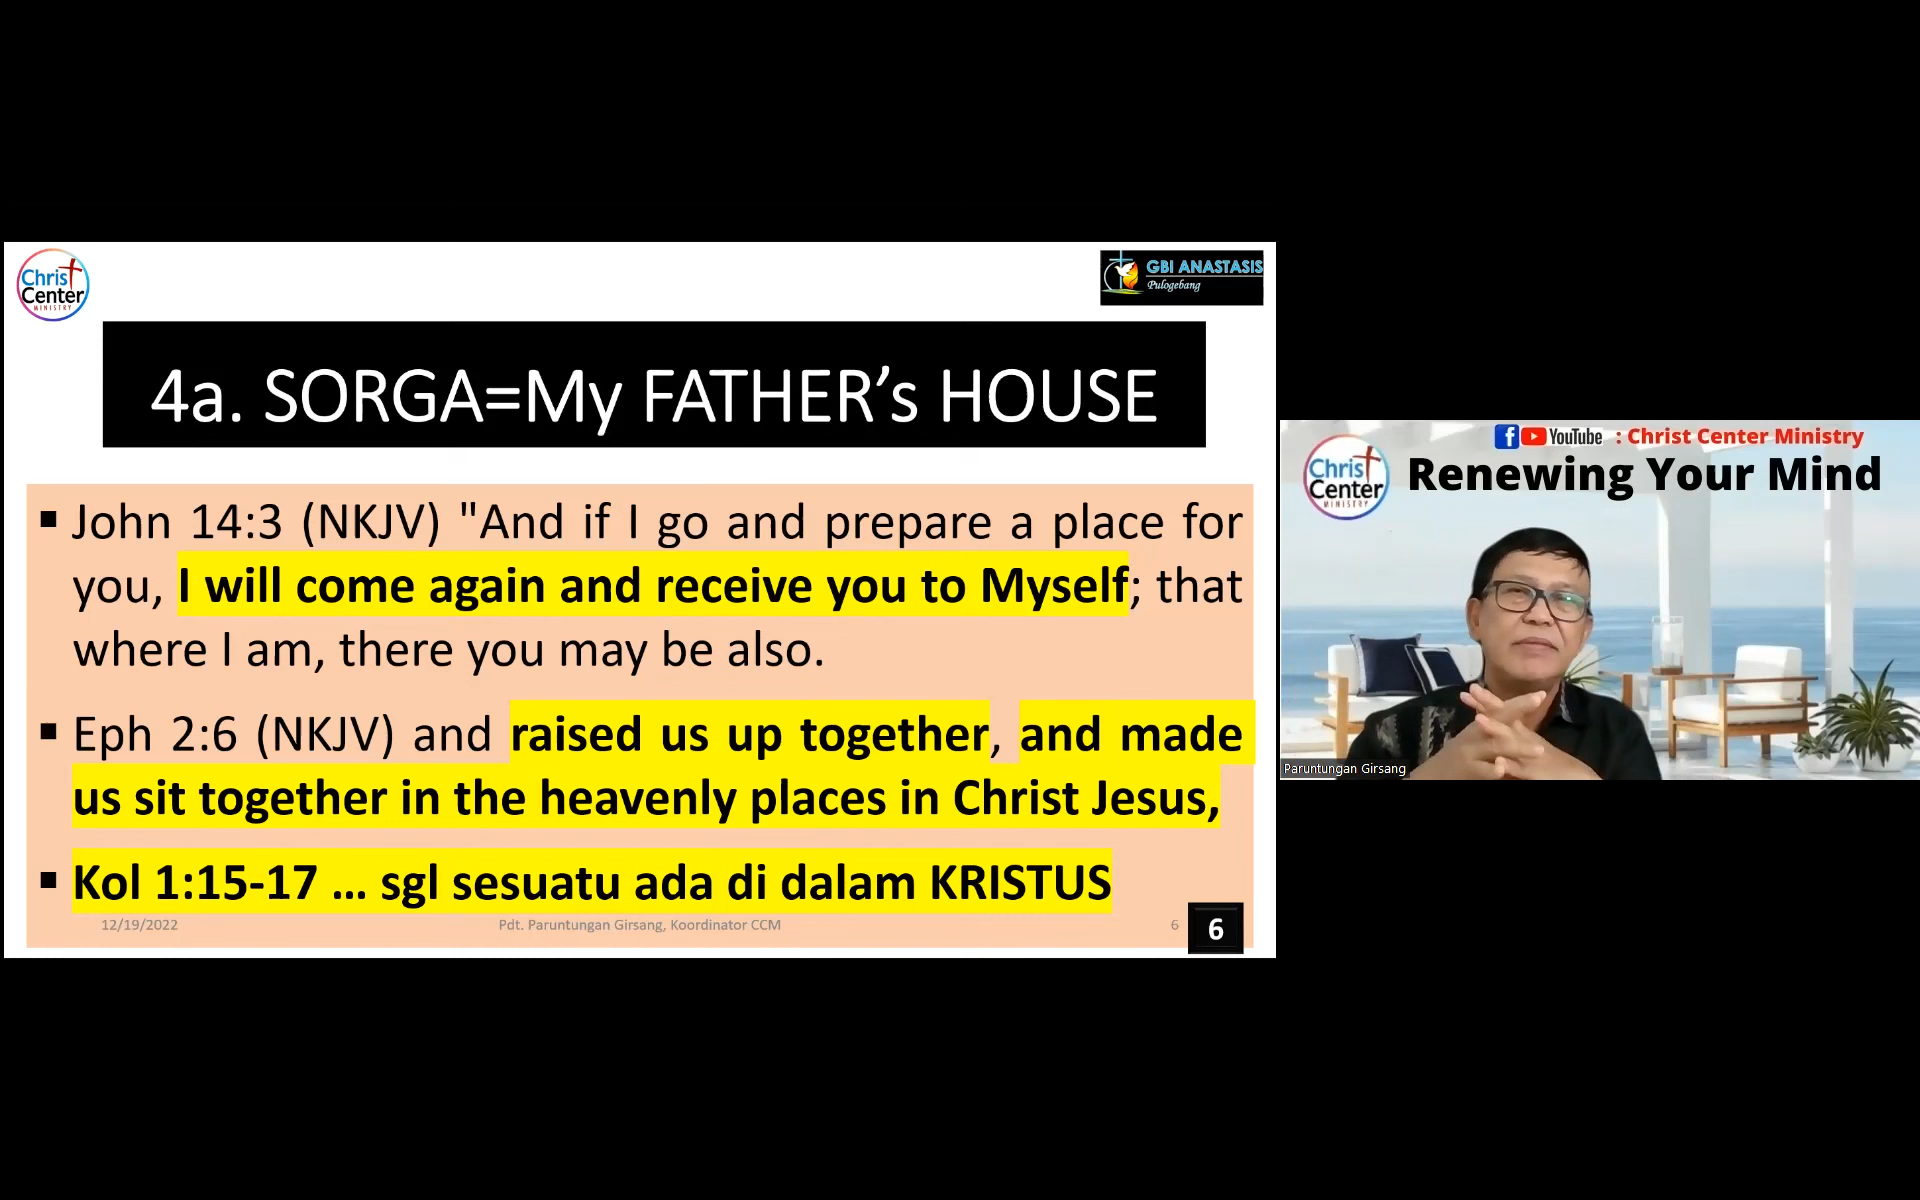 Christ
Center
MINISTRY
GBI ANASTASIS
Pulogebang
4a. SORGA=My FATHER’s HOUSE
▪ John 14:3 (NKJV) "And if I go and prepare a place for
you, I will come again and receive you to Myself; that
where I am, there you may be also.
▪ Eph 2:6 (NKJV) and raised us up together, and made
us sit together in the heavenly places in Christ Jesus,
▪ Kol 1:15-17 ... sgl sesuatu ada di dalam KRISTUS
12/19/2022 Pdt. Paruntungan Girsang, Koordinator CCM 6
6
YouTube : Christ Center Ministry
Christ
Center
MINISTRY
Renewing Your Mind
Paruntungan Girsang